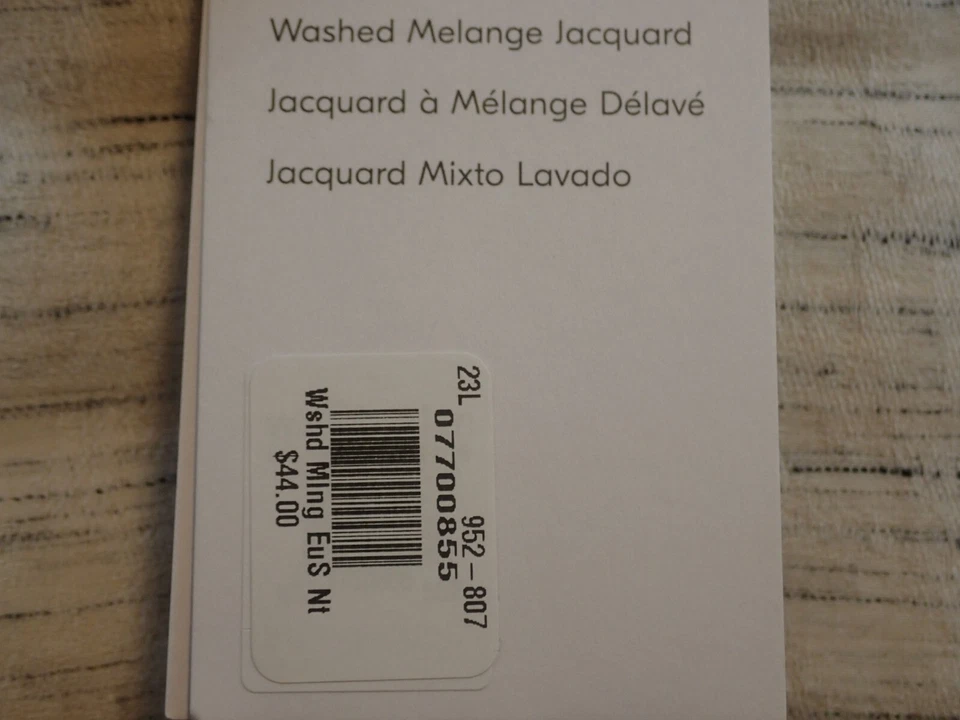 Washed Melange Jacquard
Jacquard à Mélange Délavé
Jacquard Mixto Lavado
23L 952-807
07700855
Wshd Mlng EuS Nt
$44.00